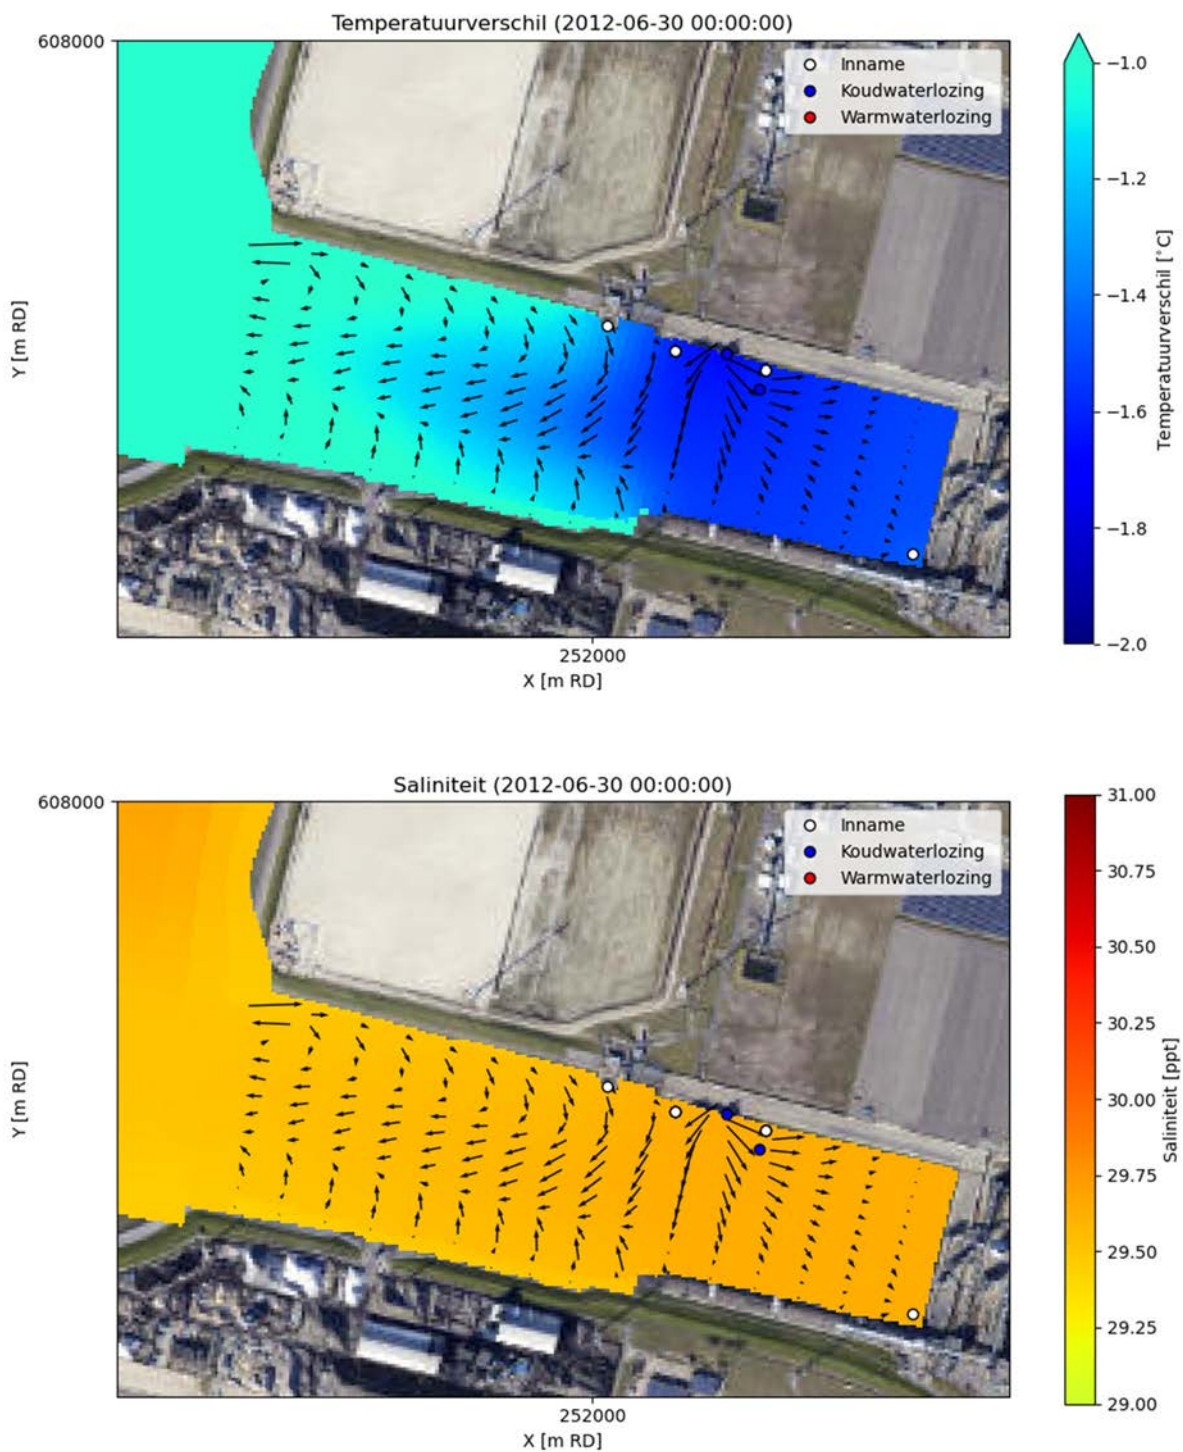 Temperatuurverschil (2012-06-30 00:00:00)
608000
Inname
Koudwaterlozing
Warmwaterlozing
Y [m RD]
252000
X [m RD]
−1.0
−1.2
−1.4
−1.6
−1.8
−2.0
Temperatuurverschil [°C]
Saliniteit (2012-06-30 00:00:00)
608000
Inname
Koudwaterlozing
Warmwaterlozing
Y [m RD]
252000
X [m RD]
31.00
30.75
30.50
30.25
30.00
29.75
29.50
29.25
29.00
Saliniteit [ppt]